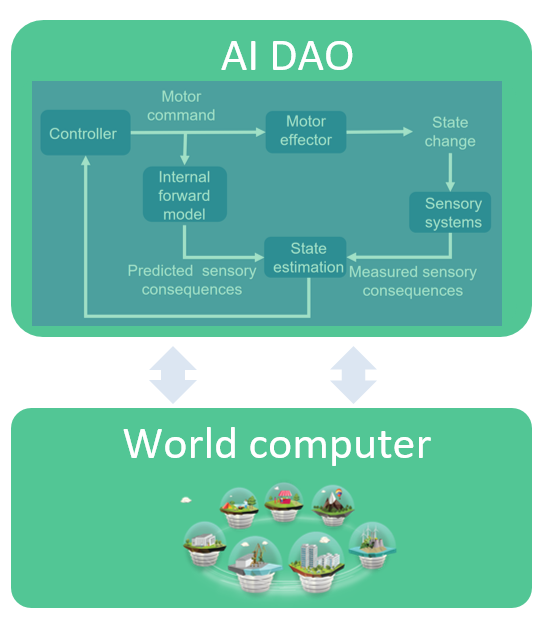 AI DAO
Motor
command
Controller
Motor
effector
State
change
Internal
forward
model
Sensory
systems
State
estimation
Predicted sensory
consequences
Measured sensory
consequences
World computer